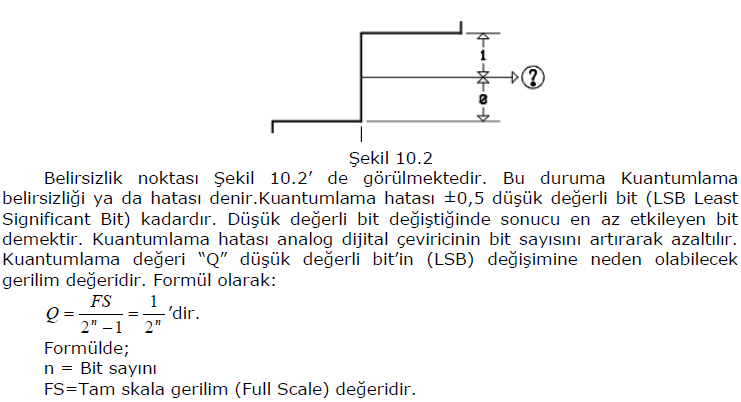 1
?
0
Şekil 10.2
Belirsizlik noktası Şekil 10.2’ de görülmektedir. Bu duruma Kuantumlama
belirsizliği ya da hatası denir.Kuantumlama hatası ±0,5 düşük değerli bit (LSB Least
Significant Bit) kadardır. Düşük değerli bit değiştiğinde sonucu en az etkileyen bit
demektir. Kuantumlama hatası analog dijital çeviricinin bit sayısını artırarak azaltılır.
Kuantumlama değeri “Q” düşük değerli bit’in (LSB) değişimine neden olabilecek
gerilim değeridir. Formül olarak:
Q = FS / (2ⁿ − 1) = 1 / 2ⁿ ’dir.
Formülde;
n = Bit sayını
FS=Tam skala gerilim (Full Scale) değeridir.